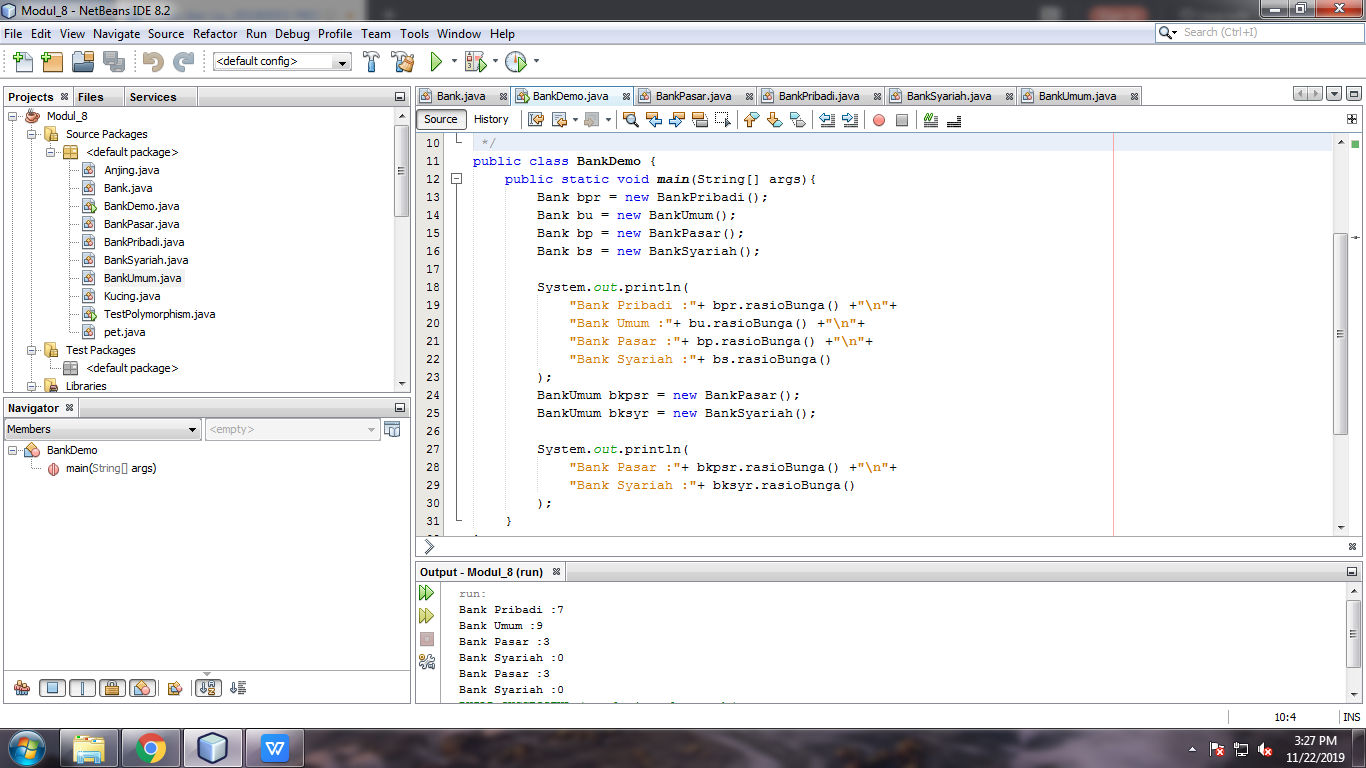 Modul_8 - NetBeans IDE 8.2
File Edit View Navigate Source Refactor Run Debug Profile Team Tools Window Help
Search (Ctrl+I)
<default config>
Projects Files Services
Modul_8
Source Packages
<default package>
Anjing.java
Bank.java
BankDemo.java
BankPasar.java
BankPribadi.java
BankSyariah.java
BankUmum.java
Kucing.java
TestPolymorphism.java
pet.java
Test Packages
<default package>
Libraries
Navigator
Members <empty>
BankDemo
main(String[] args)
Bank.java BankDemo.java BankPasar.java BankPribadi.java BankSyariah.java BankUmum.java
Source History
10 */
11 public class BankDemo {
12 public static void main(String[] args){
13 Bank bpr = new BankPribadi();
14 Bank bu = new BankUmum();
15 Bank bp = new BankPasar();
16 Bank bs = new BankSyariah();
17
18 System.out.println(
19 "Bank Pribadi :"+ bpr.rasioBunga() +"\n"+
20 "Bank Umum :"+ bu.rasioBunga() +"\n"+
21 "Bank Pasar :"+ bp.rasioBunga() +"\n"+
22 "Bank Syariah :"+ bs.rasioBunga()
23 );
24 BankUmum bkpsr = new BankPasar();
25 BankUmum bksyr = new BankSyariah();
26
27 System.out.println(
28 "Bank Pasar :"+ bkpsr.rasioBunga() +"\n"+
29 "Bank Syariah :"+ bksyr.rasioBunga()
30 );
31 }
Output - Modul_8 (run)
run:
Bank Pribadi :7
Bank Umum :9
Bank Pasar :3
Bank Syariah :0
Bank Pasar :3
Bank Syariah :0
10:4 INS
3:27 PM
11/22/2019